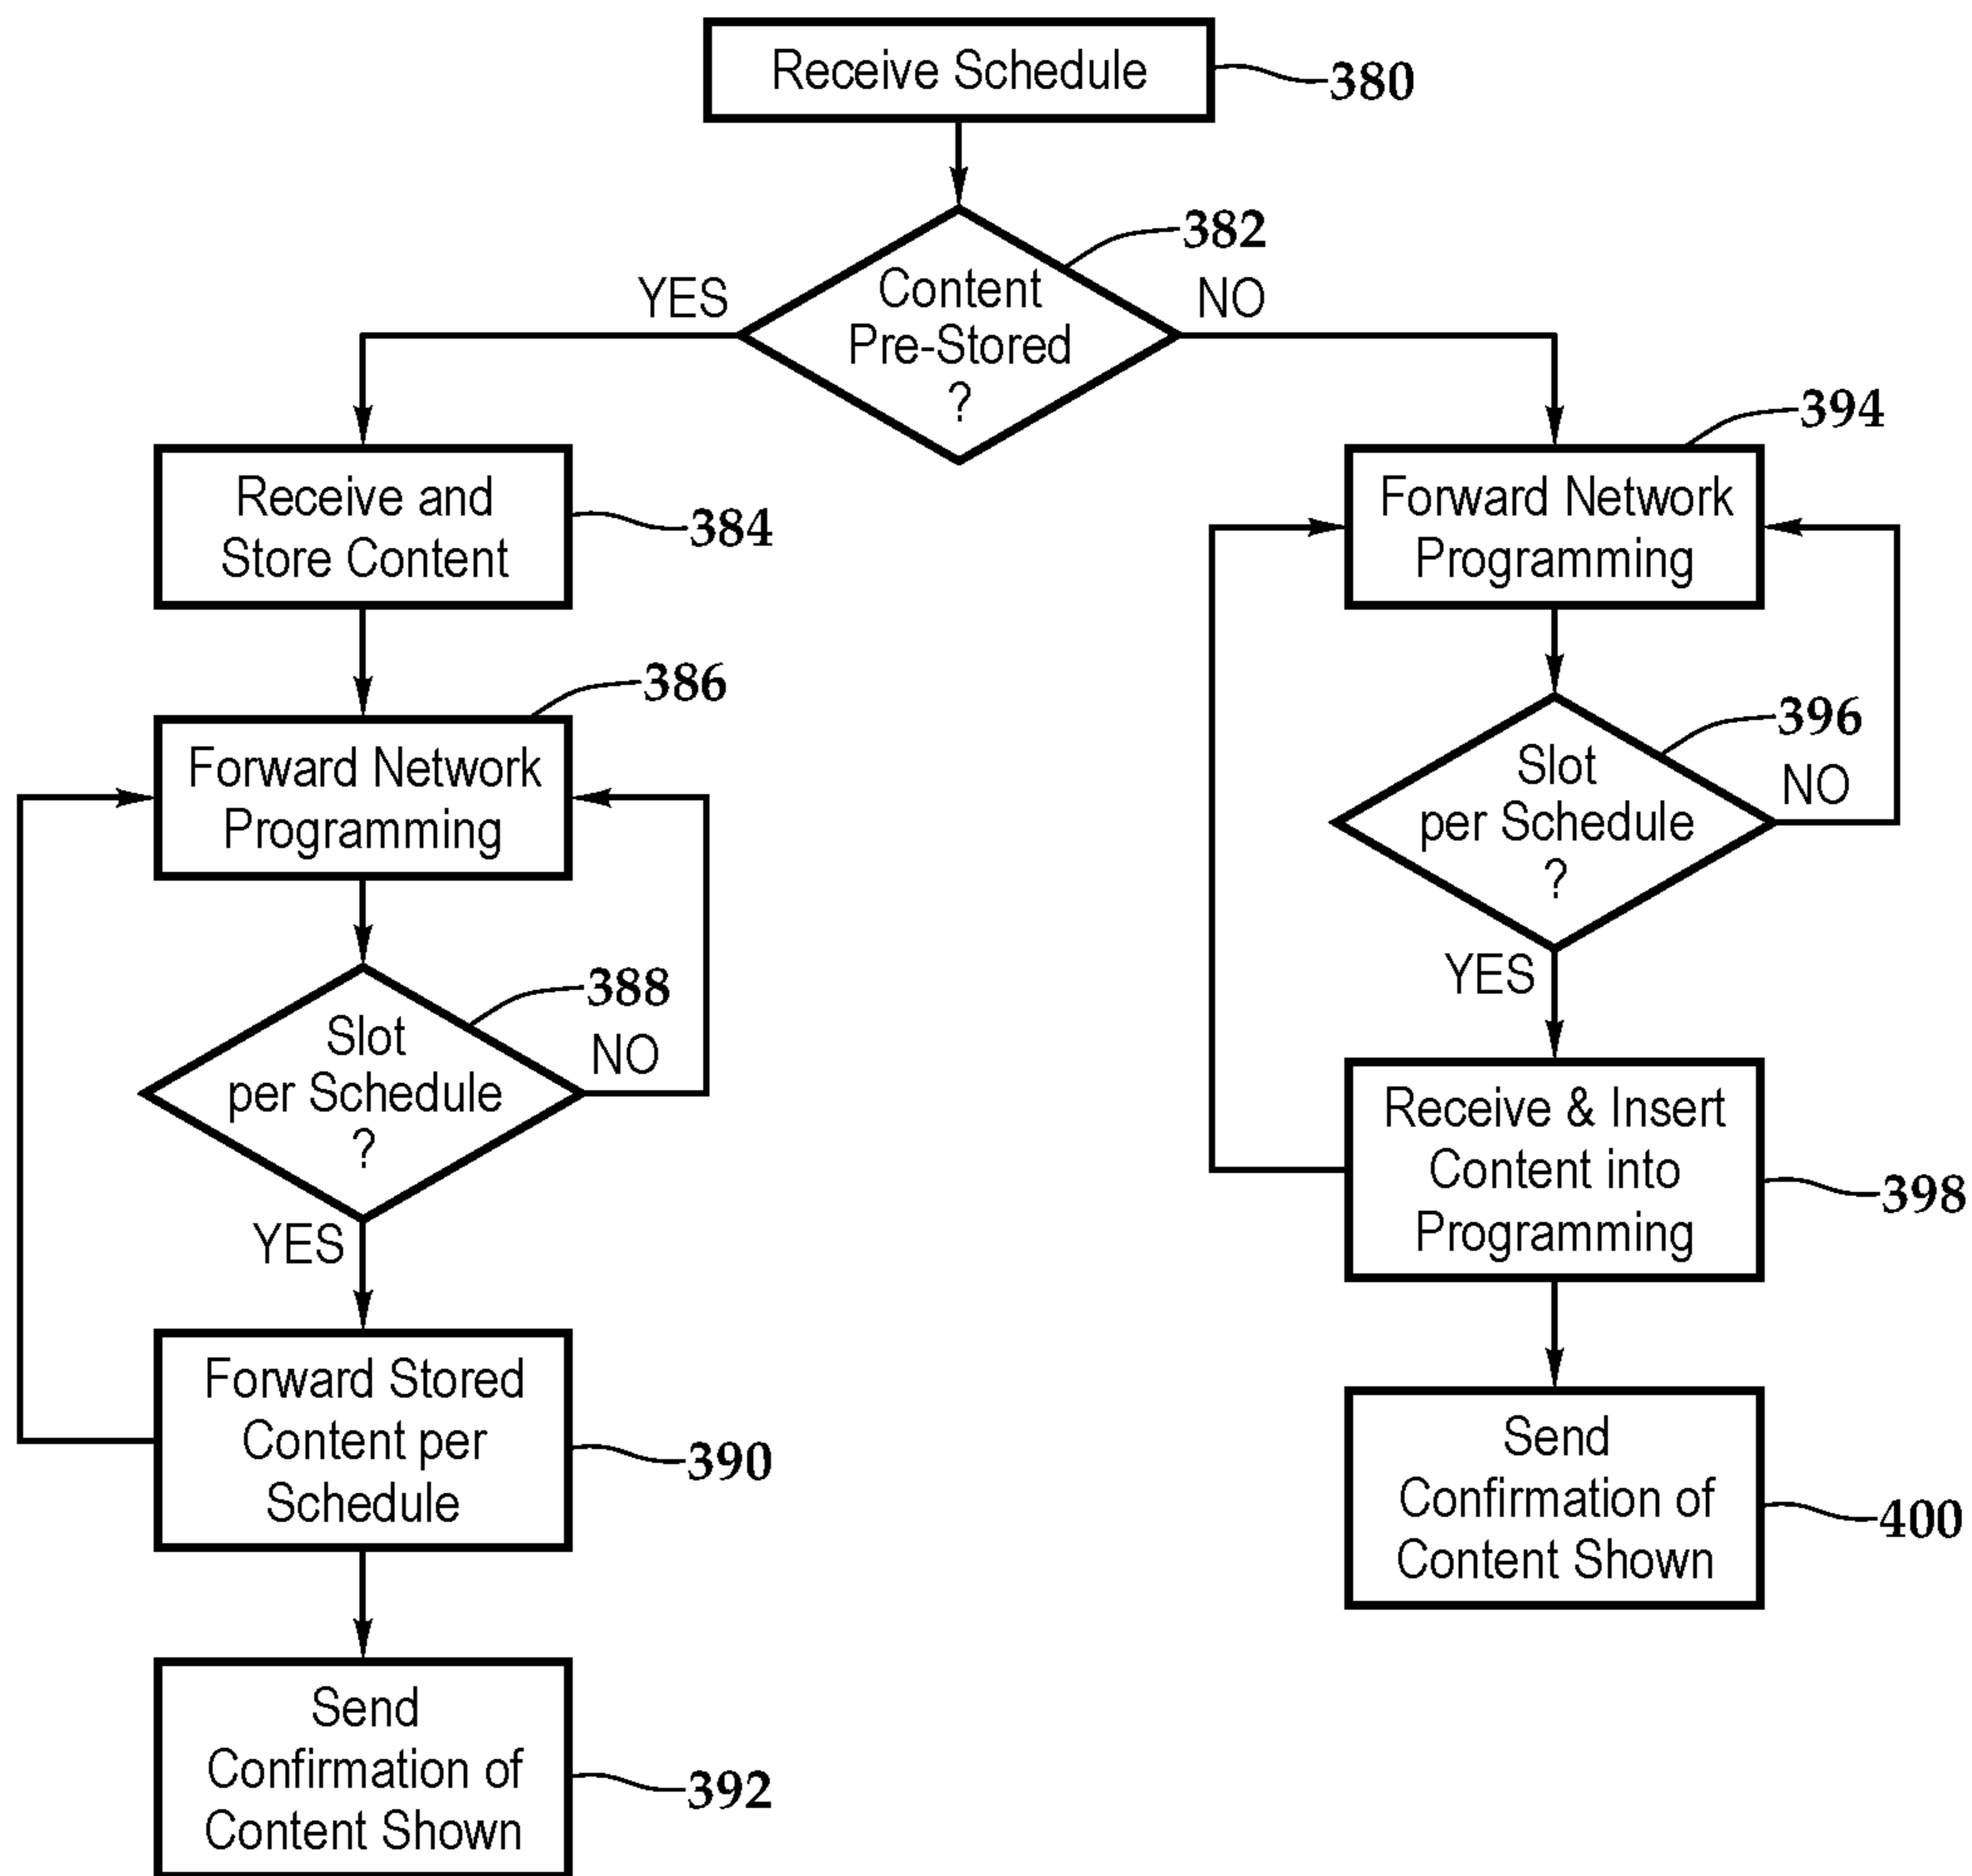 Receive Schedule
380
382
Content
Pre-Stored
?
YES
NO
Receive and
Store Content
384
Forward Network
Programming
386
Slot
per Schedule
?
388
NO
YES
Forward Stored
Content per
Schedule
390
Send
Confirmation of
Content Shown
392
394
Forward Network
Programming
396
Slot
per Schedule
?
NO
YES
Receive & Insert
Content into
Programming
398
Send
Confirmation of
Content Shown
400